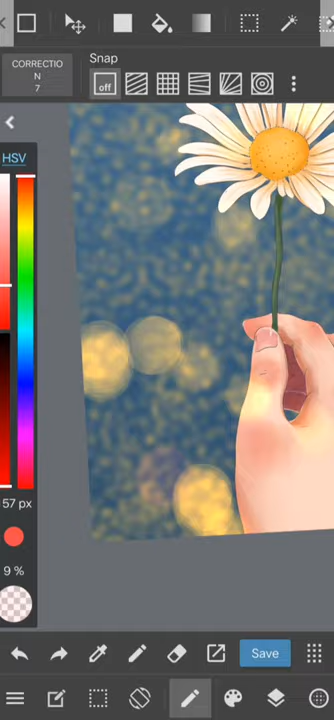 CORRECTIO
N
7
Snap
off
HSV
57 px
9 %
Save